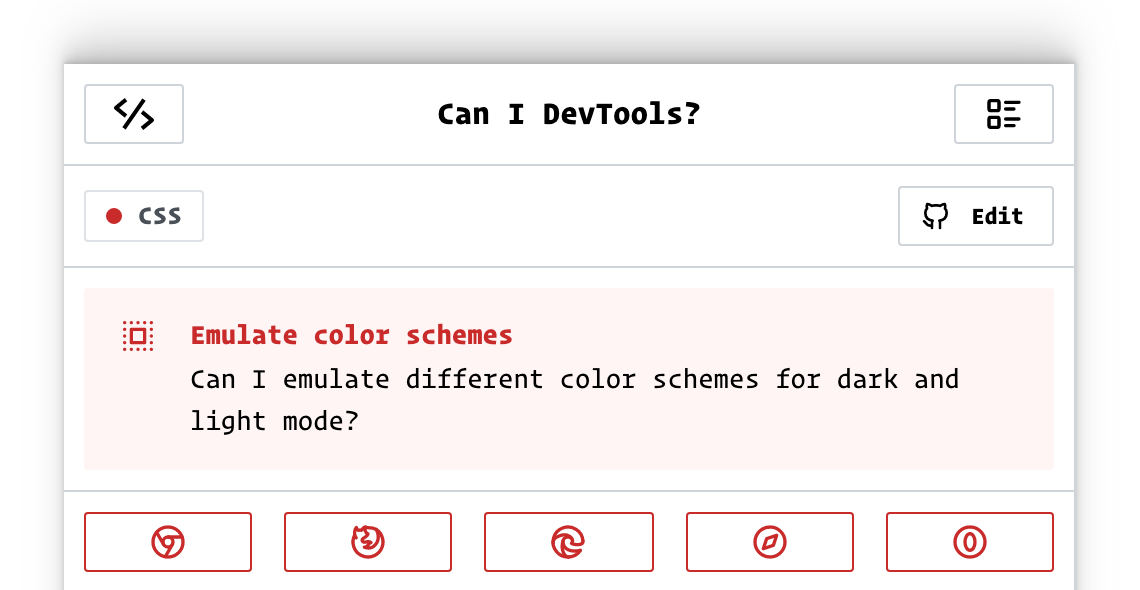 Can I DevTools?
CSS
Edit
Emulate color schemes
Can I emulate different color schemes for dark and
light mode?